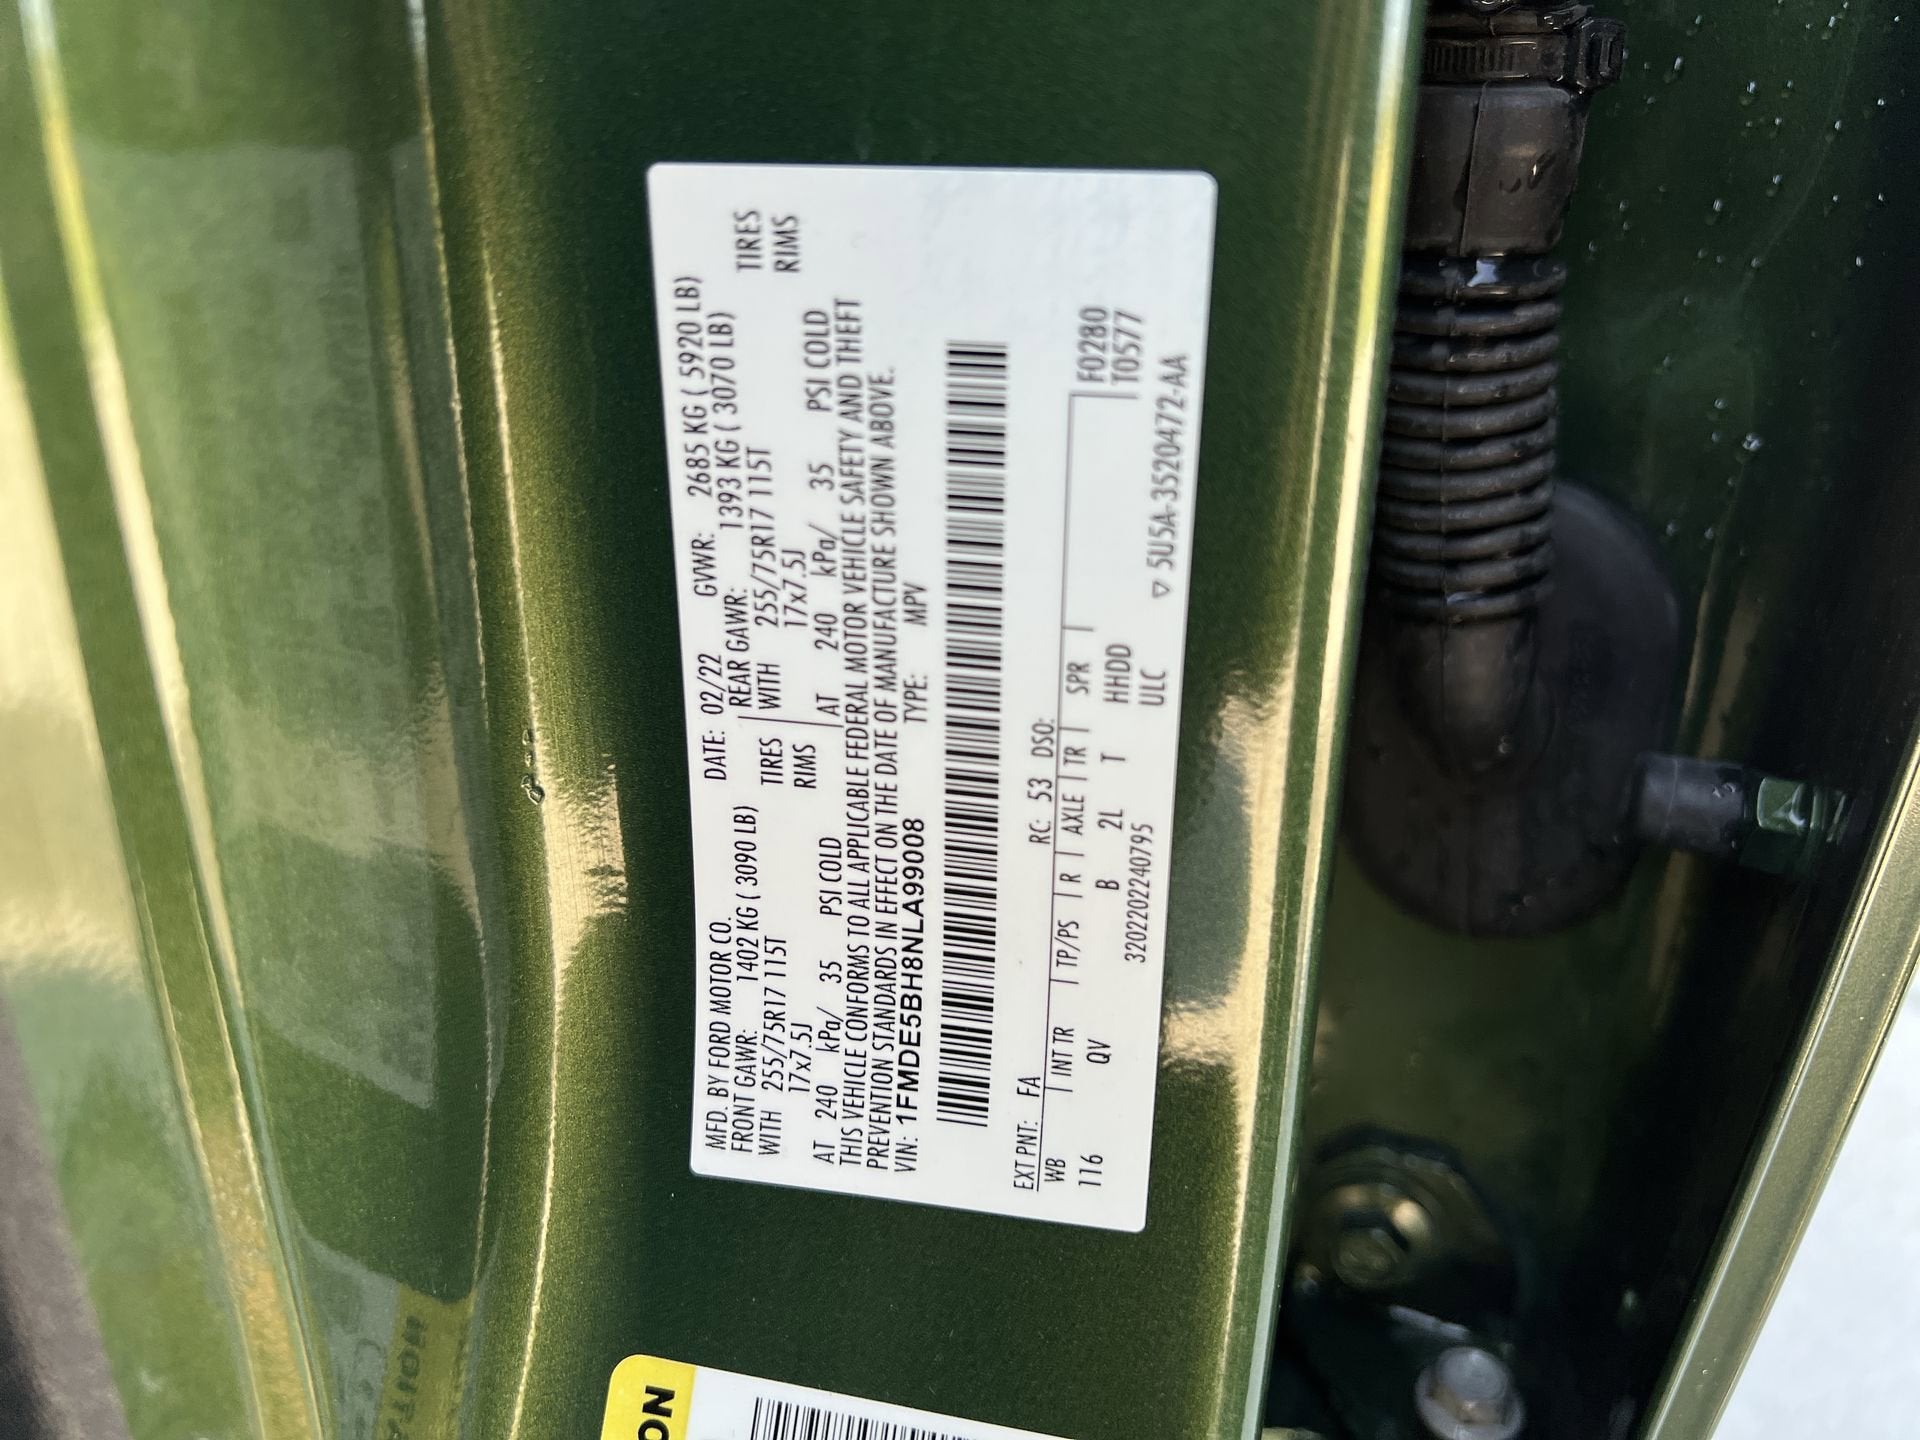 MFD. BY FORD MOTOR CO. DATE: 02/22 GVWR: 2685 KG ( 5920 LB)
FRONT GAWR: 1402 KG ( 3090 LB) REAR GAWR: 1393 KG ( 3070 LB)
WITH 255/75R17 115T TIRES WITH 255/75R17 115T TIRES
17x7.5J RIMS 17x7.5J RIMS
AT 240 kPa/ 35 PSI COLD AT 240 kPa/ 35 PSI COLD
THIS VEHICLE CONFORMS TO ALL APPLICABLE FEDERAL MOTOR VEHICLE SAFETY AND THEFT
PREVENTION STANDARDS IN EFFECT ON THE DATE OF MANUFACTURE SHOWN ABOVE.
VIN: 1FMDE5BH8NLA99008 TYPE: MPV
EXT PNT: FA RC: 53 DSO:
WB INT TR TP/PS R AXLE TR SPR F0280
116 QV B 2L T HHDD T0577
3202202240795 ULC ▽ 5U5A-3520472-AA
ON